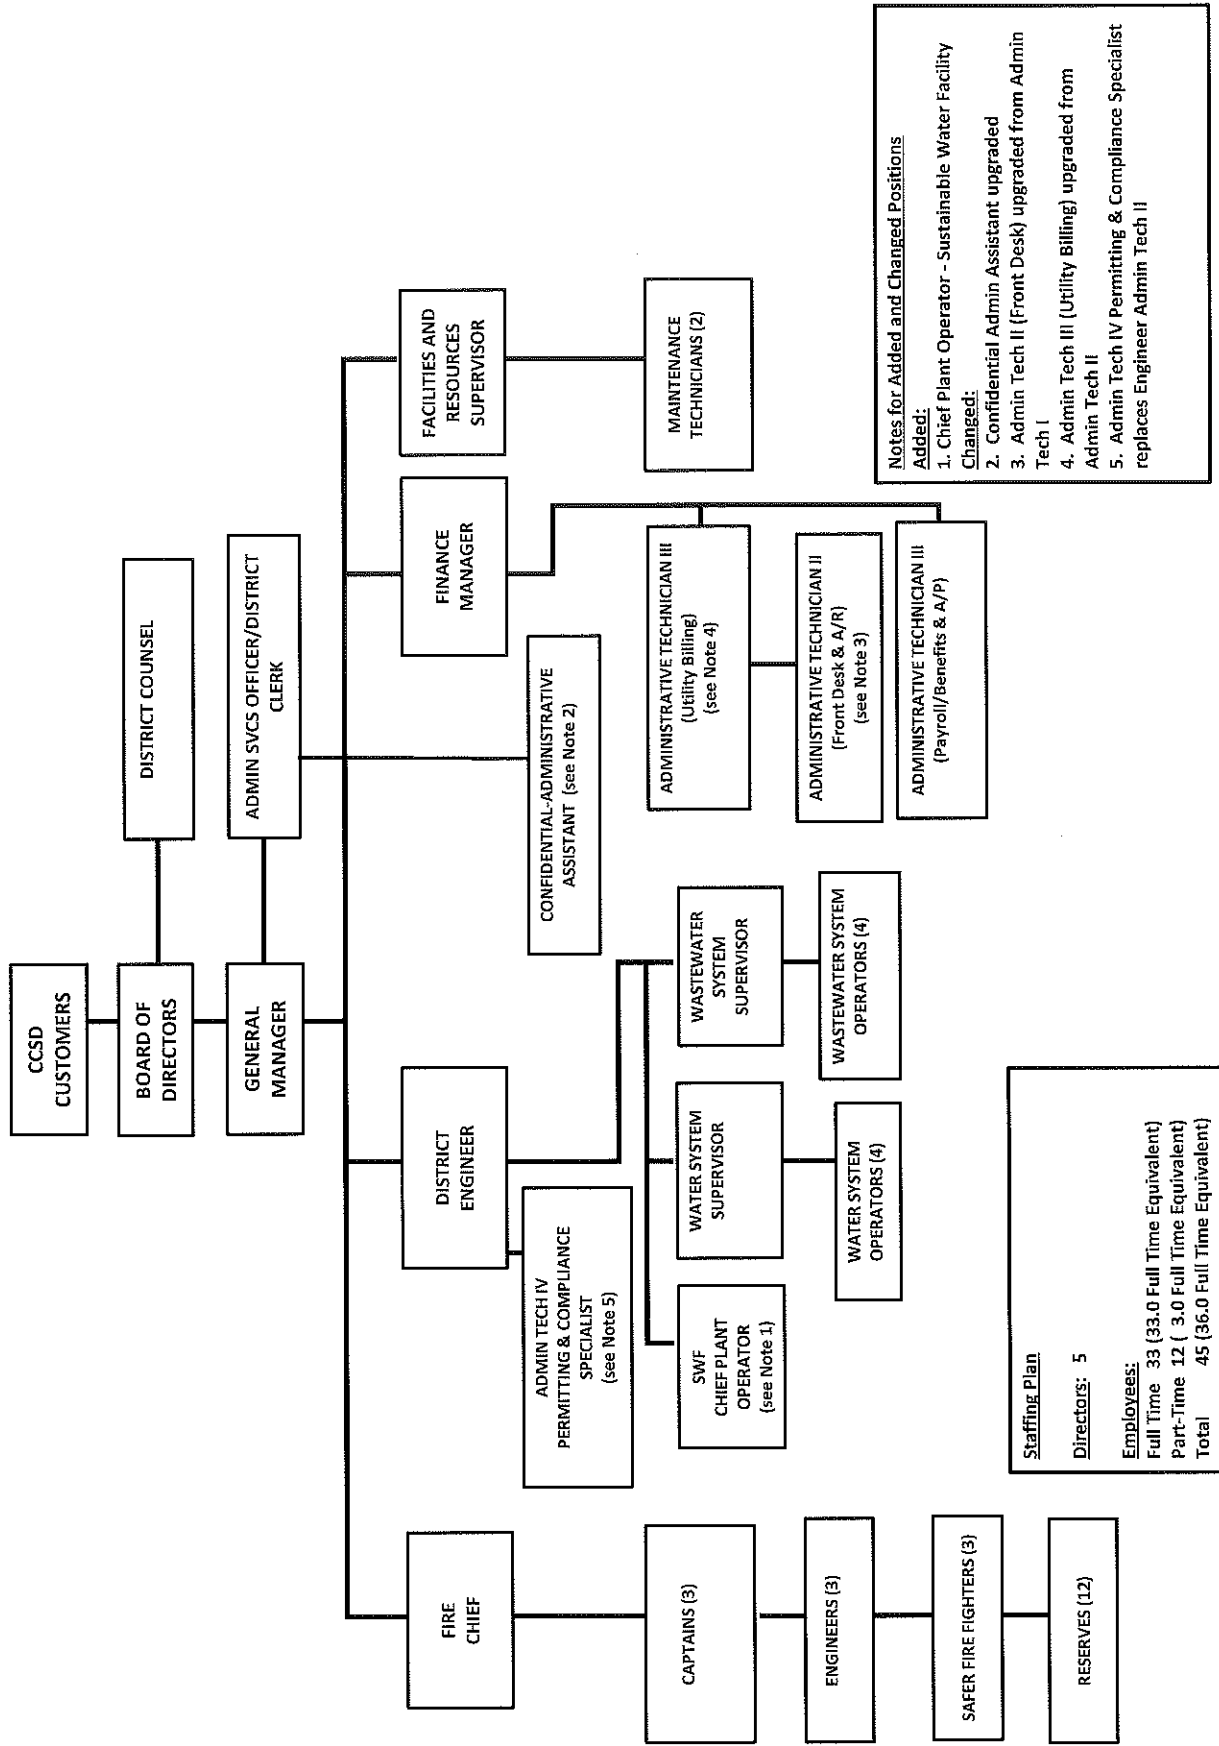 CCSD
CUSTOMERS
BOARD OF
DIRECTORS
DISTRICT COUNSEL
GENERAL
MANAGER
ADMIN SVCS OFFICER/DISTRICT
CLERK
FIRE
CHIEF
DISTRICT
ENGINEER
FINANCE
MANAGER
FACILITIES AND
RESOURCES
SUPERVISOR
ADMIN TECH IV
PERMITTING & COMPLIANCE
SPECIALIST
(see Note 5)
CONFIDENTIAL-ADMINISTRATIVE
ASSISTANT (see Note 2)
CAPTAINS (3)
SWF
CHIEF PLANT
OPERATOR
(see Note 1)
WATER SYSTEM
SUPERVISOR
WASTEWATER
SYSTEM
SUPERVISOR
ADMINISTRATIVE TECHNICIAN III
(Utility Billing)
(see Note 4)
MAINTENANCE
TECHNICIANS (2)
ENGINEERS (3)
WATER SYSTEM
OPERATORS (4)
WASTEWATER SYSTEM
OPERATORS (4)
ADMINISTRATIVE TECHNICIAN II
(Front Desk & A/R)
(see Note 3)
SAFER FIRE FIGHTERS (3)
ADMINISTRATIVE TECHNICIAN III
(Payroll/Benefits & A/P)
RESERVES (12)
Staffing Plan
Directors: 5
Employees:
Full Time 33 (33.0 Full Time Equivalent)
Part-Time 12 ( 3.0 Full Time Equivalent)
Total 45 (36.0 Full Time Equivalent)
Notes for Added and Changed Positions
Added:
1. Chief Plant Operator - Sustainable Water Facility
Changed:
2. Confidential Admin Assistant upgraded
3. Admin Tech II (Front Desk) upgraded from Admin
Tech I
4. Admin Tech III (Utility Billing) upgraded from
Admin Tech II
5. Admin Tech IV Permitting & Compliance Specialist
replaces Engineer Admin Tech II